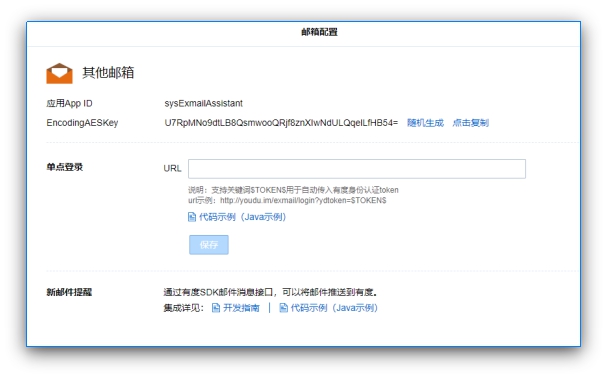 邮箱配置
其他邮箱
应用App ID sysExmailAssistant
EncodingAESKey U7RpMNo9dtLB8QsmwooQRjf8znXIwNdULQqeILfHB54= 随机生成 点击复制
单点登录 URL
说明：支持关键词$TOKEN$用于自动传入有度身份认证token
url示例：http://youdu.im/exmail/login?ydtoken=$TOKEN$
代码示例（Java示例）
保存
新邮件提醒 通过有度SDK邮件消息接口，可以将邮件推送到有度。
集成详见： 开发指南 | 代码示例（Java示例）